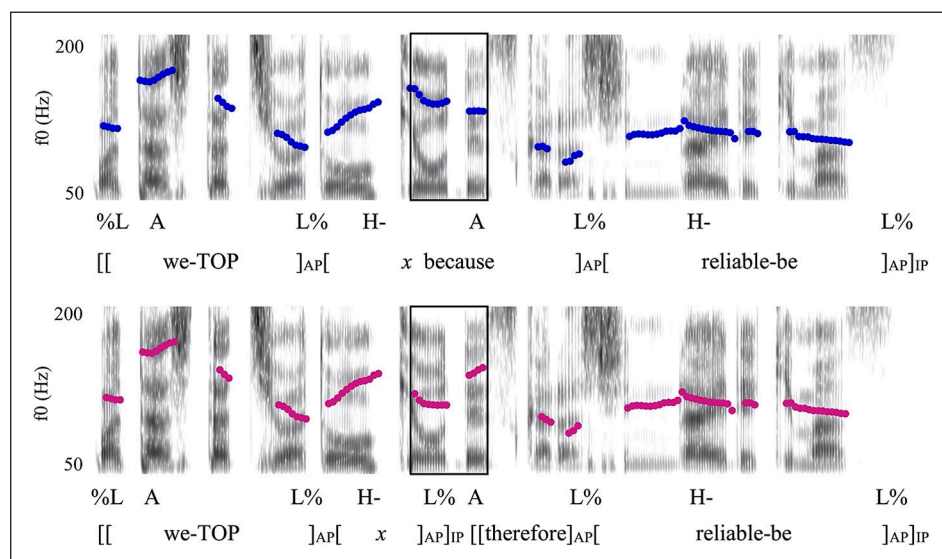 200
f0 (Hz)
50
%L A L% H- A L% H- L%
[[ we-TOP ]AP[ x because ]AP[ reliable-be ]AP]IP
200
f0 (Hz)
50
%L A L% H- L% A L% H- L%
[[ we-TOP ]AP[ x ]AP]IP [[therefore]AP[ reliable-be ]AP]IP